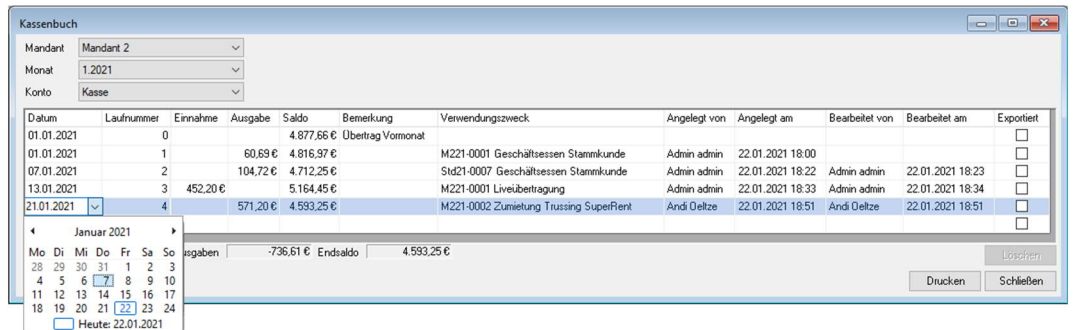 Kassenbuch
Mandant Mandant 2
Monat 1.2021
Konto Kasse
Datum Laufnummer Einnahme Ausgabe Saldo Bemerkung Verwendungszweck Angelegt von Angelegt am Bearbeitet von Bearbeitet am Exportiert
01.01.2021 0 4.877,66 € Übertrag Vormonat
01.01.2021 1 60,69 € 4.816,97 € M221-0001 Geschäftsessen Stammkunde Admin admin 22.01.2021 18:00
07.01.2021 2 104,72 € 4.712,25 € Std21-0007 Geschäftsessen Stammkunde Admin admin 22.01.2021 18:22 Admin admin 22.01.2021 18:23
13.01.2021 3 452,20 € 5.164,45 € M221-0001 Liveübertragung Admin admin 22.01.2021 18:33 Admin admin 22.01.2021 18:34
21.01.2021 4 571,20 € 4.593,25 € M221-0002 Zumietung Trussing SuperRent Andi Oeltze 22.01.2021 18:51 Andi Oeltze 22.01.2021 18:51
Januar 2021
Mo Di Mi Do Fr Sa So
28 29 30 31 1 2 3
4 5 6 7 8 9 10
11 12 13 14 15 16 17
18 19 20 21 22 23 24
Heute: 22.01.2021
usgaben -736,61 € Endsaldo 4.593,25 €
Löschen
Drucken Schließen